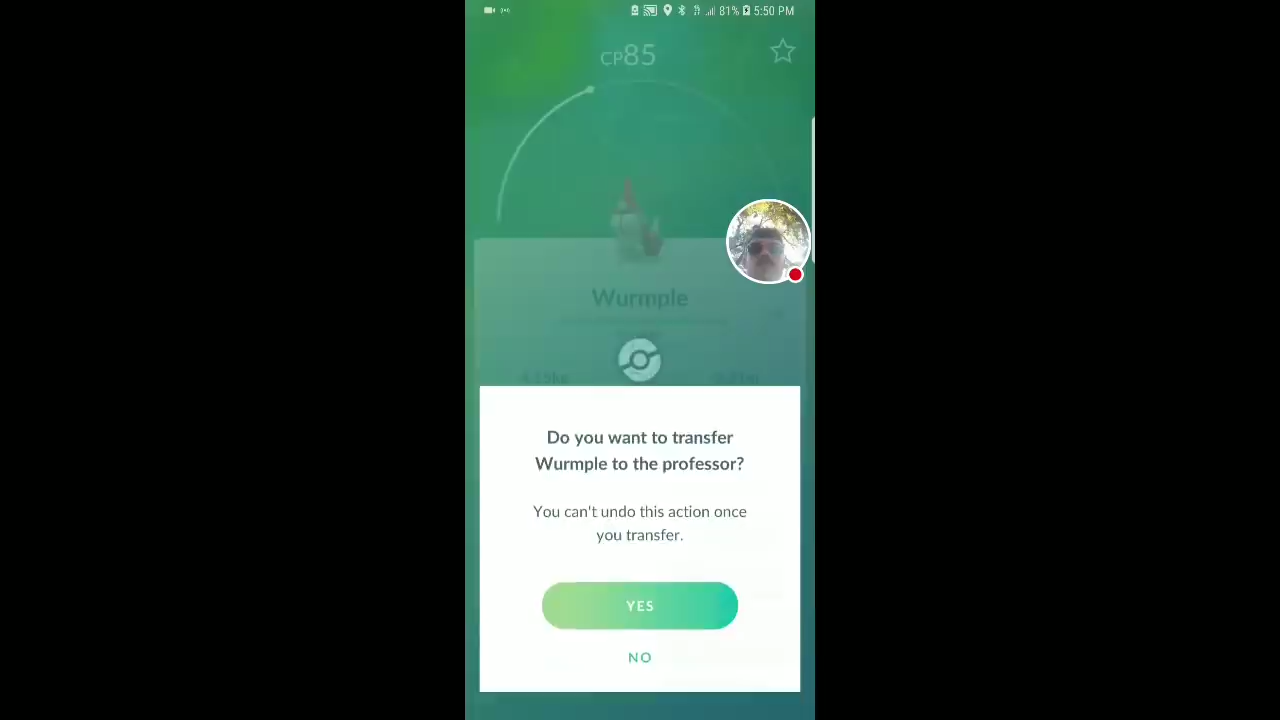 81% 5:50 PM
CP85
Wurmple
Do you want to transfer
Wurmple to the professor?
You can't undo this action once
you transfer.
YES
NO